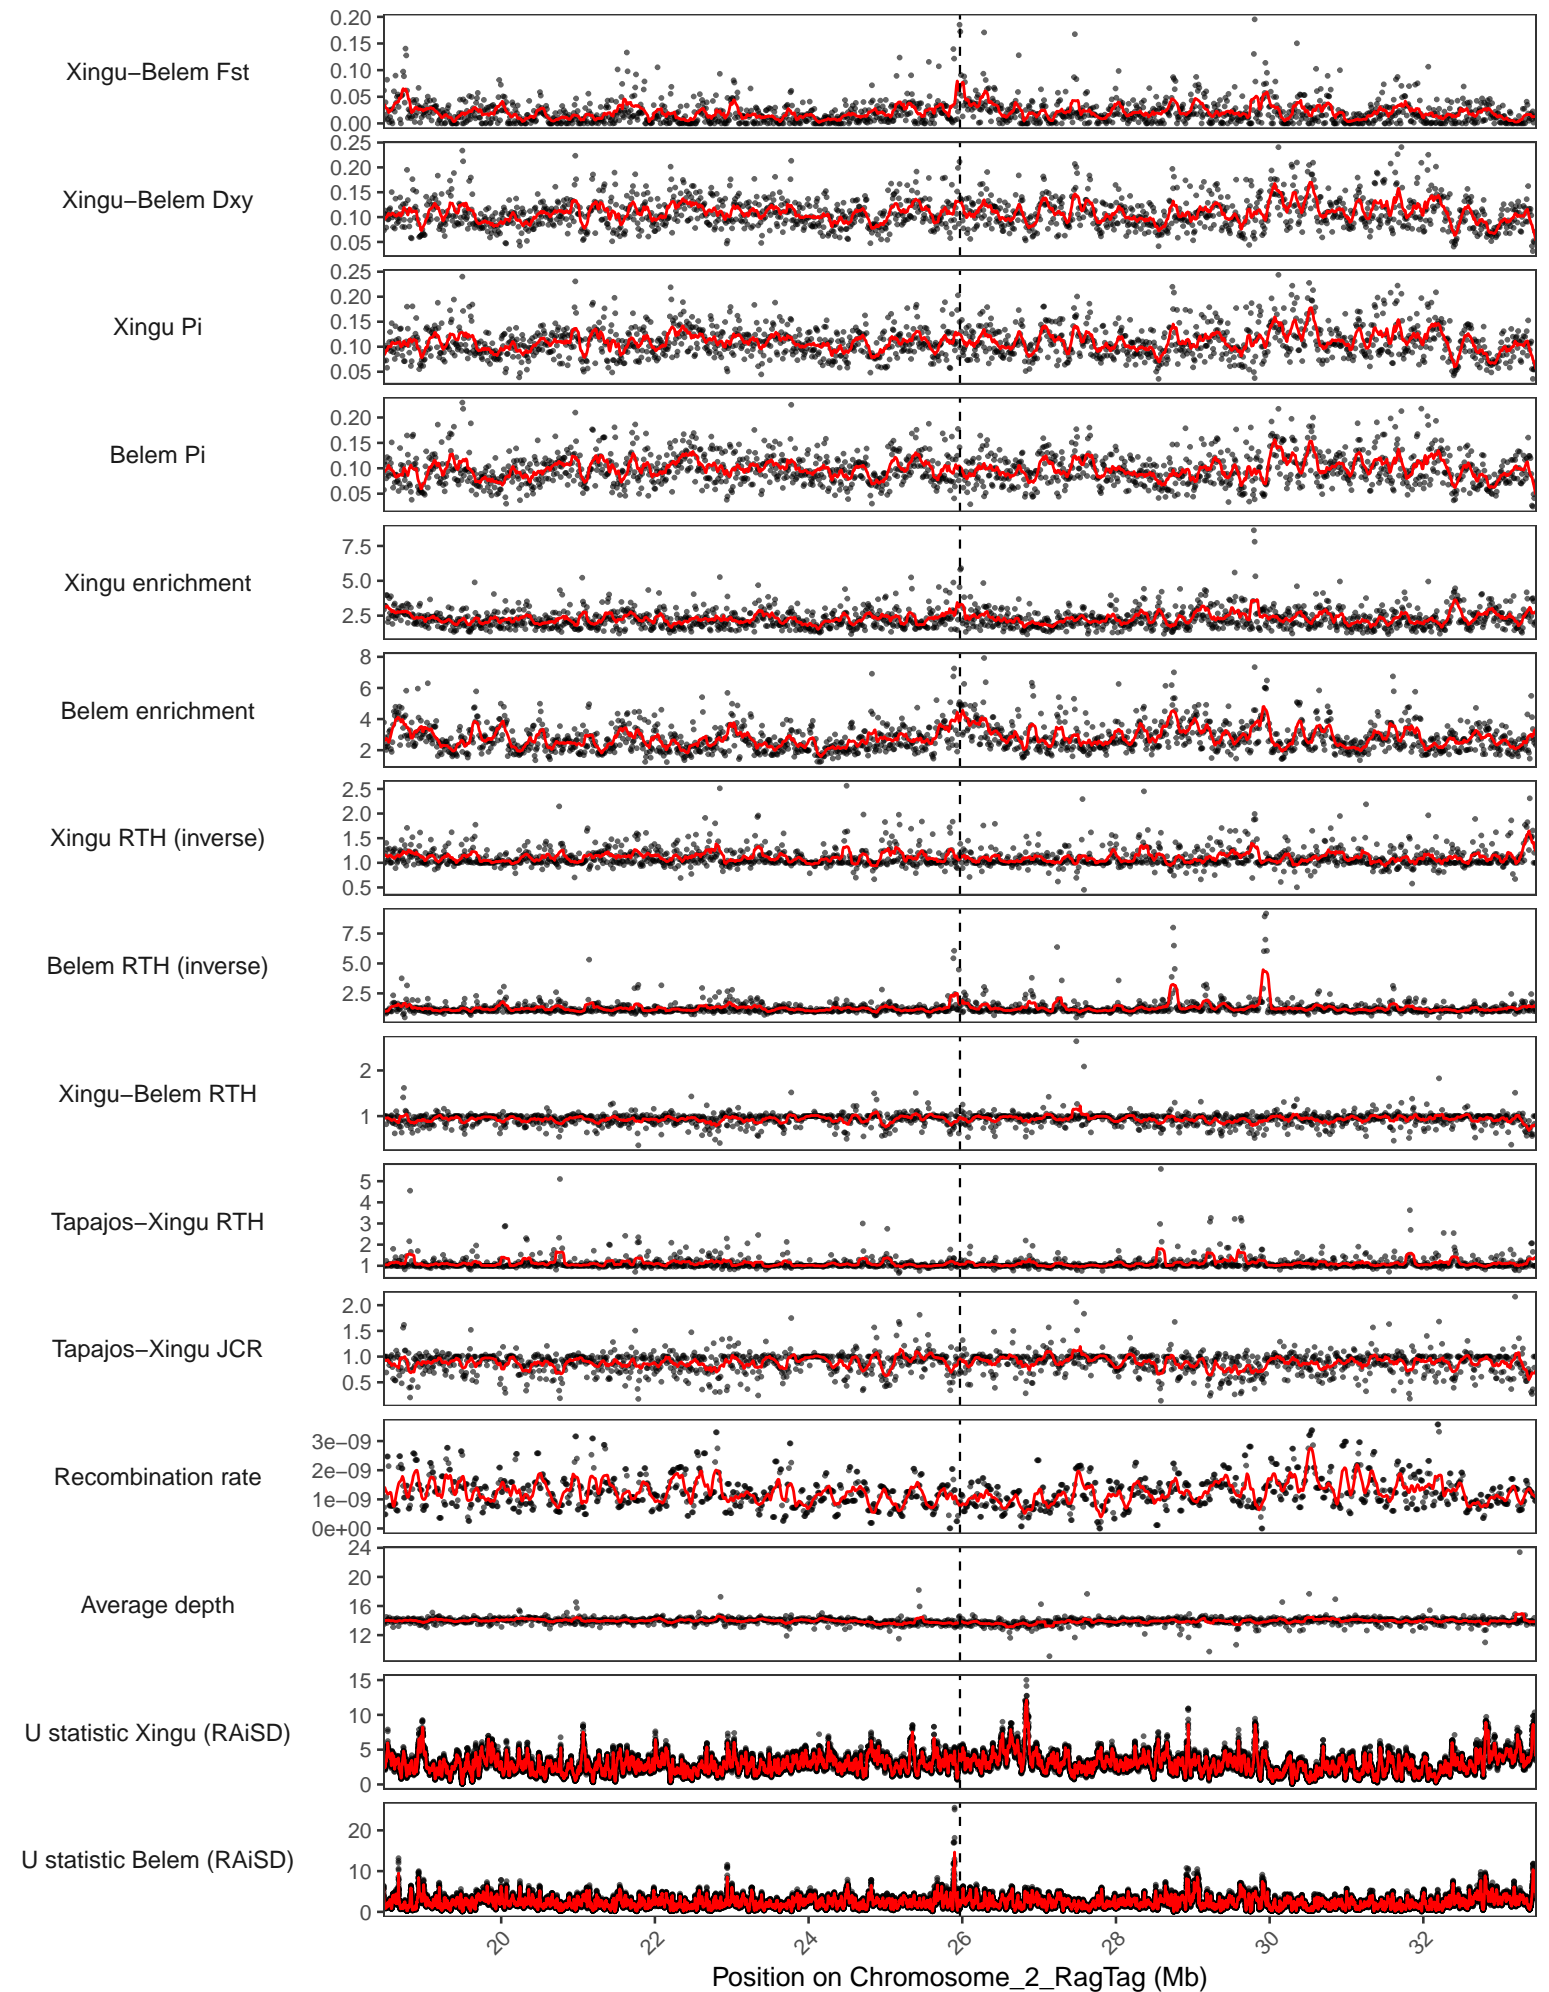 Xingu−Belem Fst
0.20
0.15
0.10
0.05
0.00
Xingu−Belem Dxy
0.25
0.20
0.15
0.10
0.05
Xingu Pi
0.25
0.20
0.15
0.10
0.05
Belem Pi
0.20
0.15
0.10
0.05
Xingu enrichment
7.5
5.0
2.5
Belem enrichment
8
6
4
2
Xingu RTH (inverse)
2.5
2.0
1.5
1.0
0.5
Belem RTH (inverse)
7.5
5.0
2.5
Xingu−Belem RTH
2
1
Tapajos−Xingu RTH
5
4
3
2
1
Tapajos−Xingu JCR
2.0
1.5
1.0
0.5
Recombination rate
3e−09
2e−09
1e−09
0e+00
Average depth
24
20
16
12
U statistic Xingu (RAiSD)
15
10
5
0
U statistic Belem (RAiSD)
20
10
0
20 22 24 26 28 30 32
Position on Chromosome_2_RagTag (Mb)